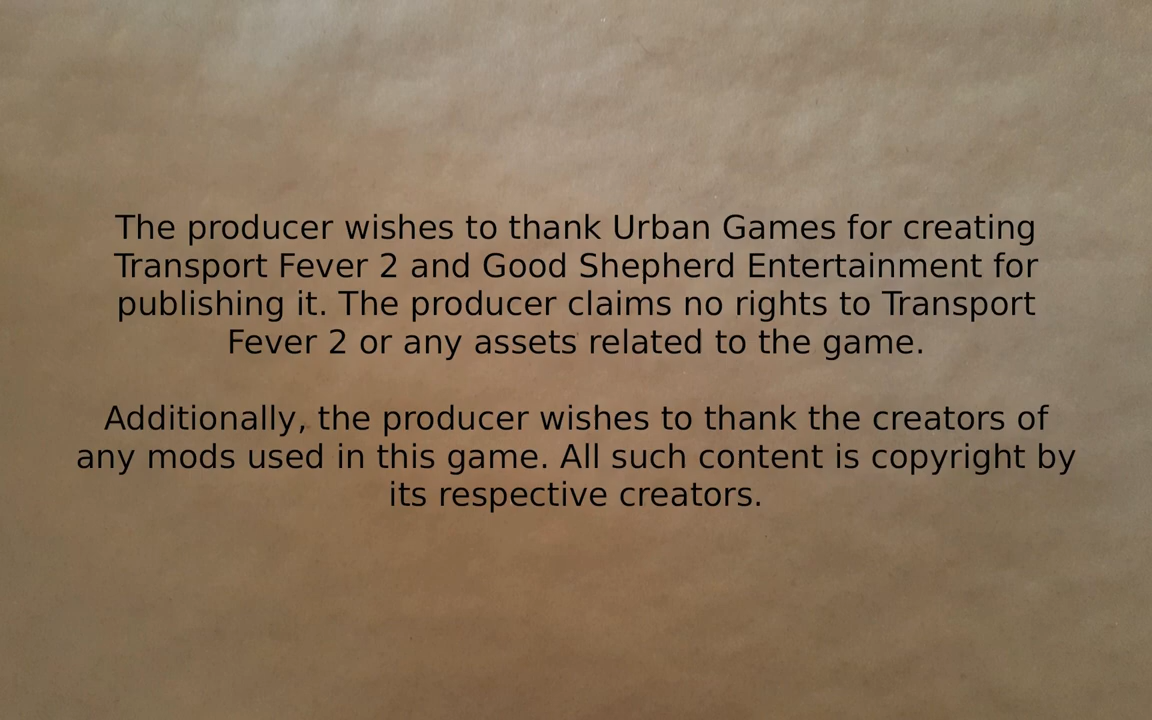 The producer wishes to thank Urban Games for creating
Transport Fever 2 and Good Shepherd Entertainment for
publishing it. The producer claims no rights to Transport
Fever 2 or any assets related to the game.
Additionally, the producer wishes to thank the creators of
any mods used in this game. All such content is copyright by
its respective creators.